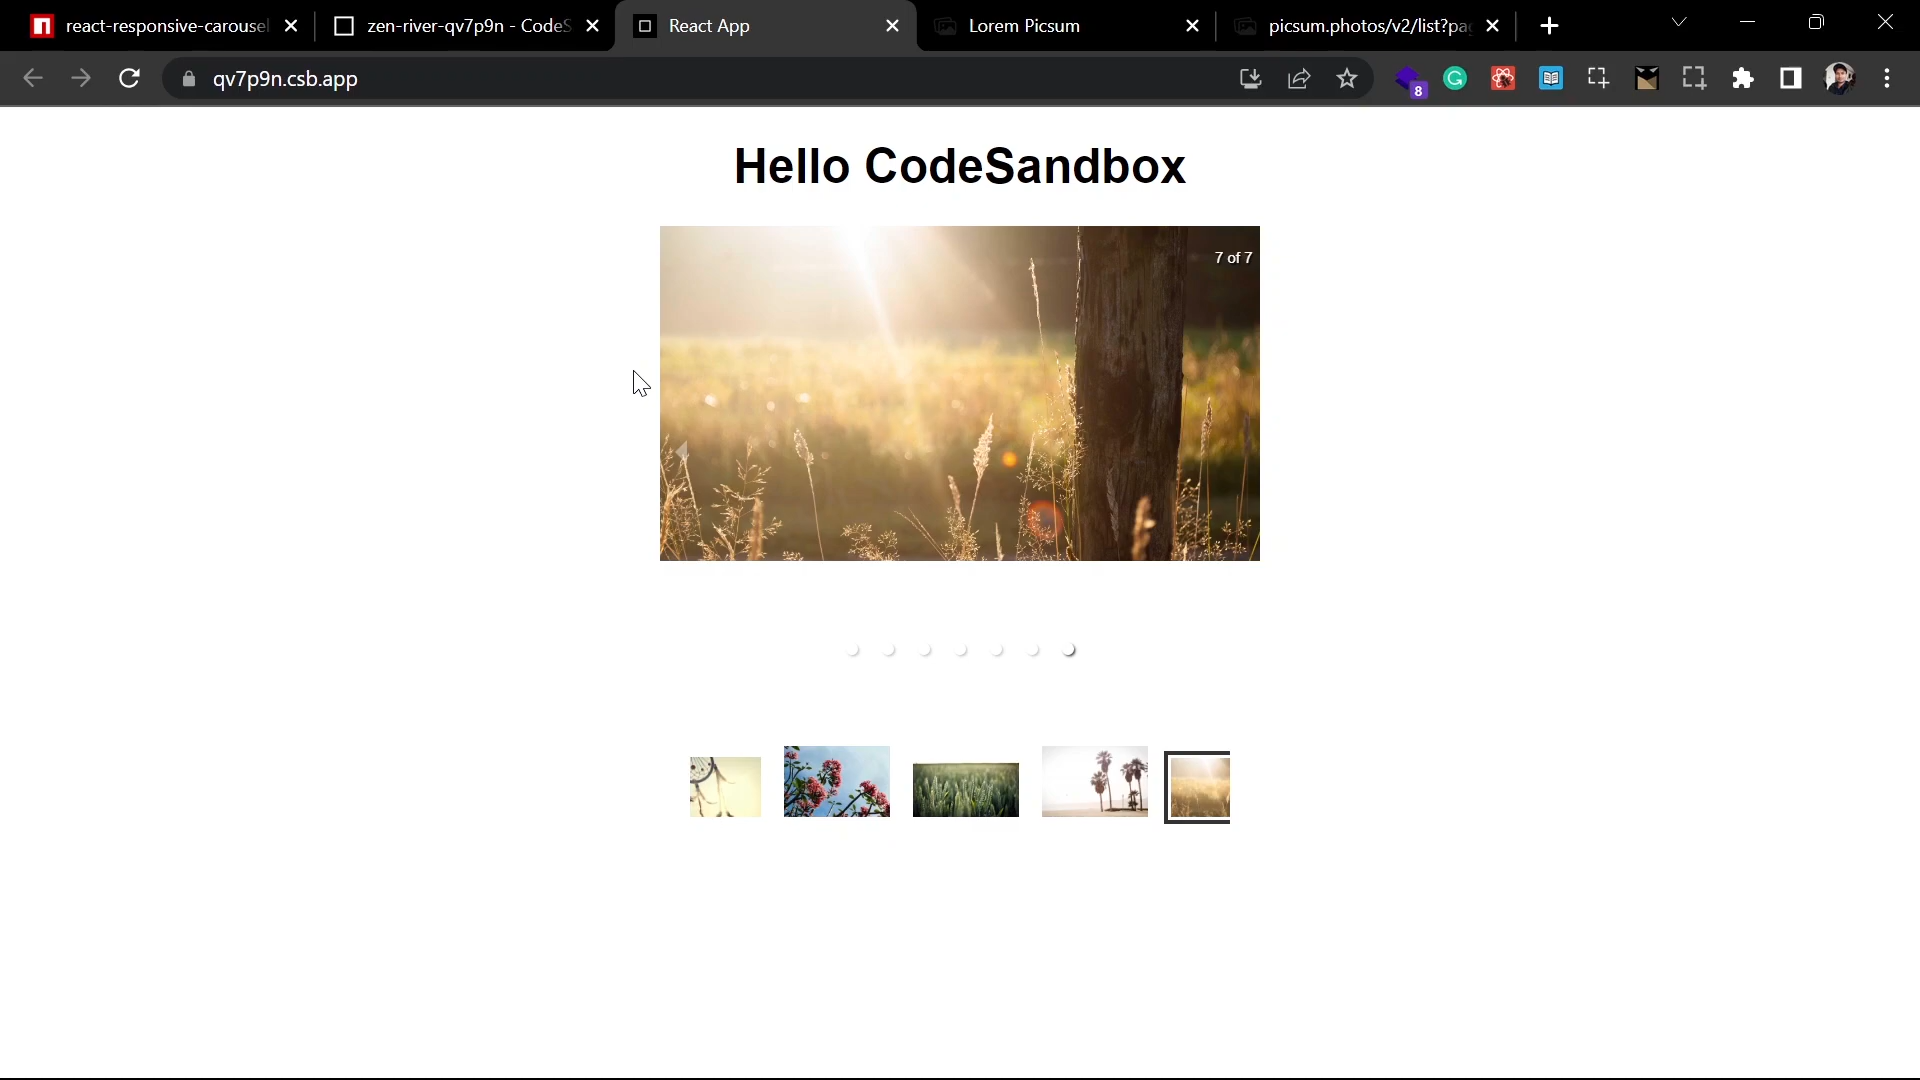 react-responsive-carousel
zen-river-qv7p9n - CodeS
React App
Lorem Picsum
picsum.photos/v2/list?pa
qv7p9n.csb.app
8
Hello CodeSandbox
7 of 7